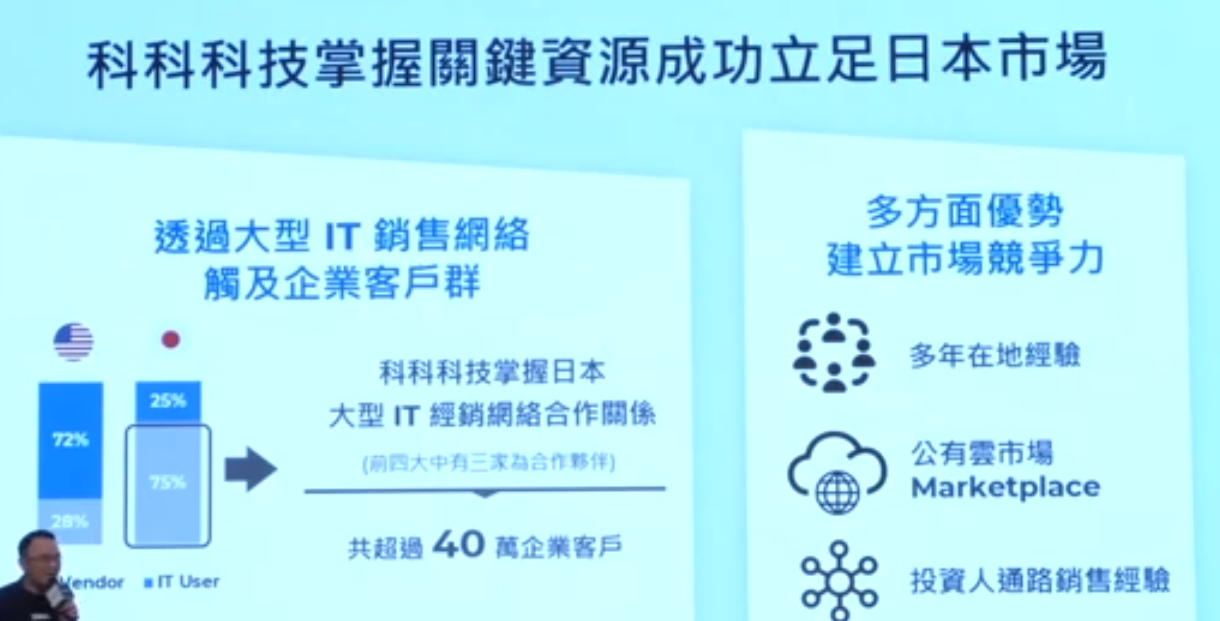 科科科技掌握關鍵資源成功立足日本市場
透過大型 IT 銷售網絡
觸及企業客戶群
72%
28%
25%
75%
Vendor
IT User
科科科技掌握日本
大型 IT 經銷網絡合作關係
(前四大中有三家為合作夥伴)
共超過 40 萬企業客戶
多方面優勢
建立市場競爭力
多年在地經驗
公有雲市場
Marketplace
投資人通路銷售經驗